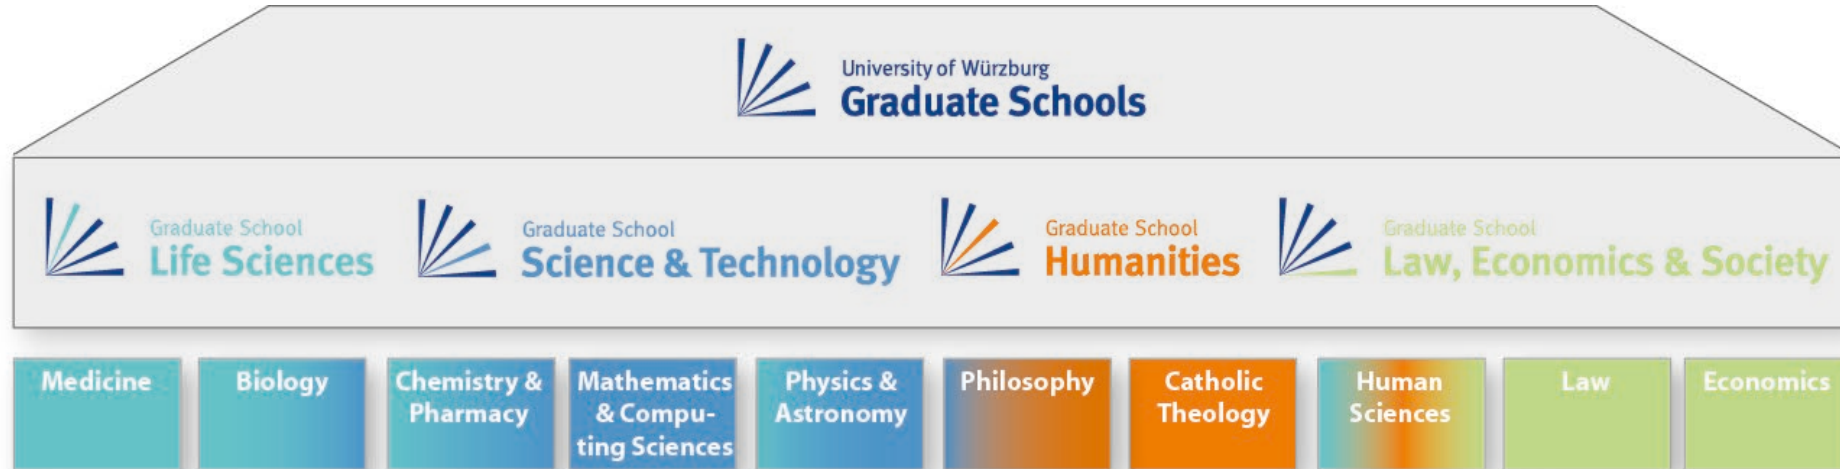 University of Würzburg
Graduate Schools
Graduate School
Life Sciences
Graduate School
Science & Technology
Graduate School
Humanities
Graduate School
Law, Economics & Society
Medicine
Biology
Chemistry &
Pharmacy
Mathematics
& Compu-
ting Sciences
Physics &
Astronomy
Philosophy
Catholic
Theology
Human
Sciences
Law
Economics